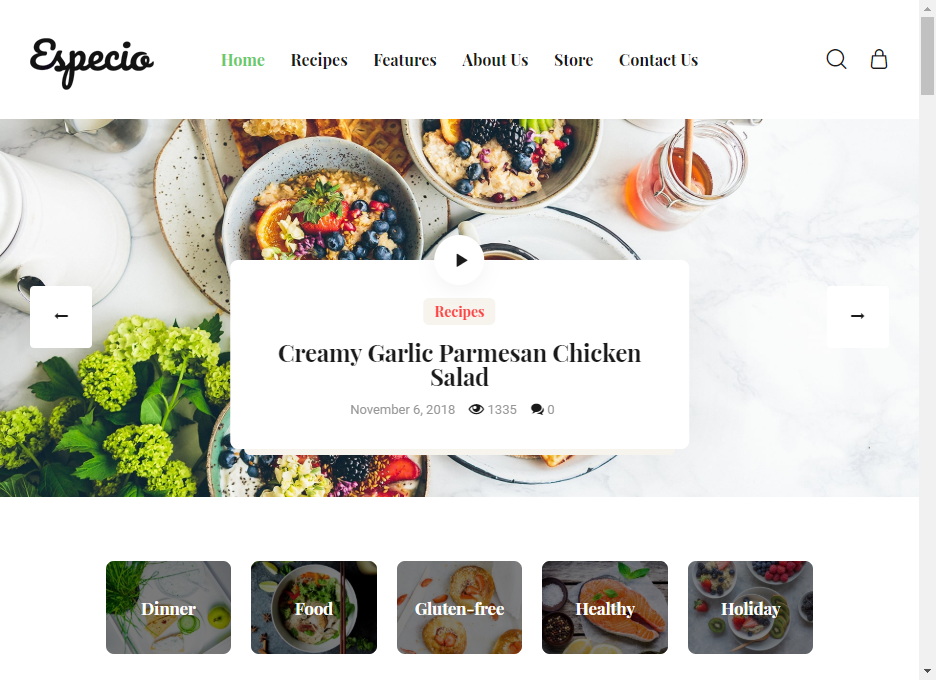 Especio
Home Recipes Features About Us Store Contact Us
Recipes
Creamy Garlic Parmesan Chicken
Salad
November 6, 2018 1335 0
Dinner Food Gluten-free Healthy Holiday